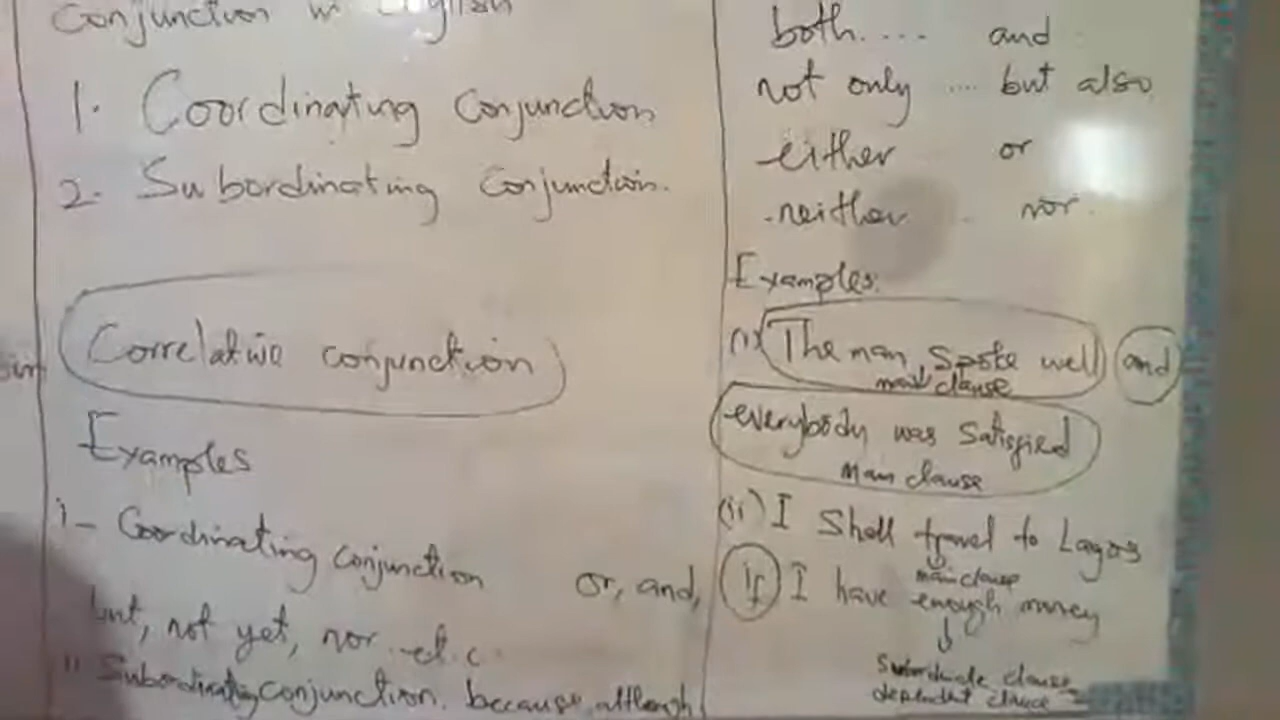 Conjunction in English
1. Coordinating Conjunction
2. Subordinating Conjunction.
Correlative conjunction
Examples
i- Coordinating conjunction or, and,
but, not yet, nor etc.
ii Subordinating conjunction. because, although
both.... and
not only .... but also
either or
neither nor.
Examples:
(i) The man spoke well and
main clause
everybody was satisfied
main clause
(ii) I shall travel to Lagos
main clause
if I have enough money
dependent clause